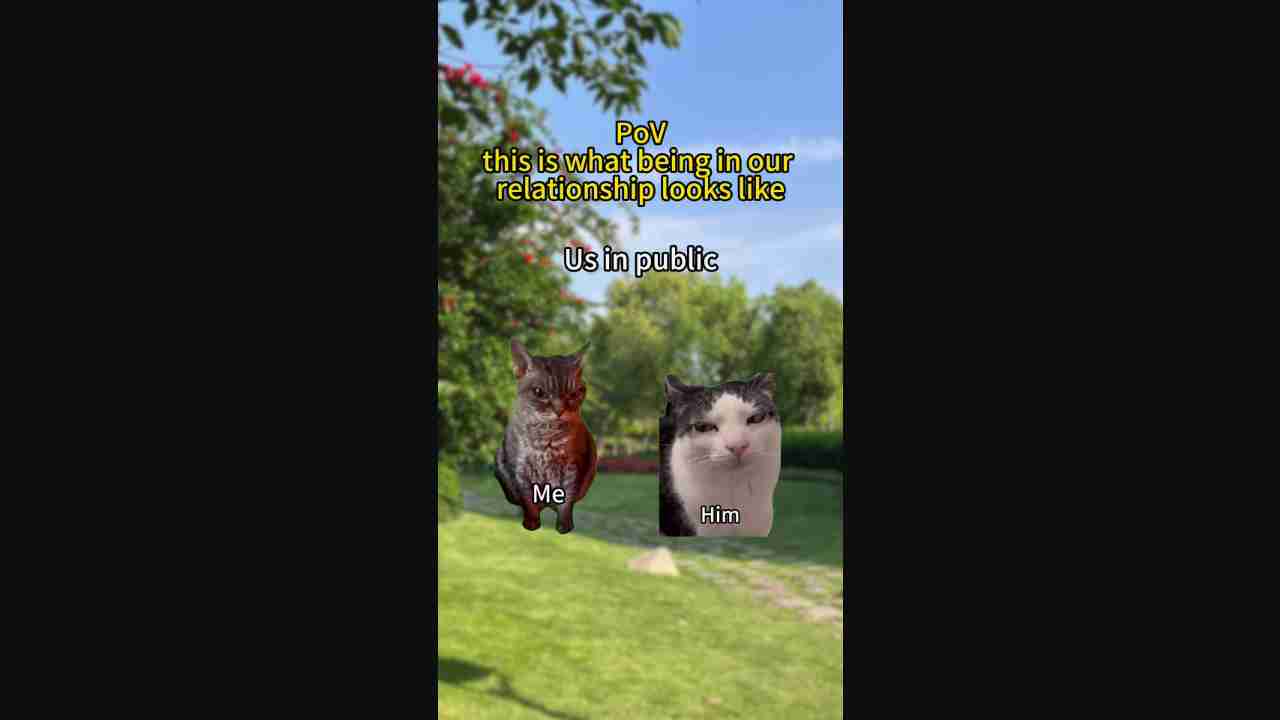 PoV
this is what being in our
relationship looks like
Us in public
Me
Him